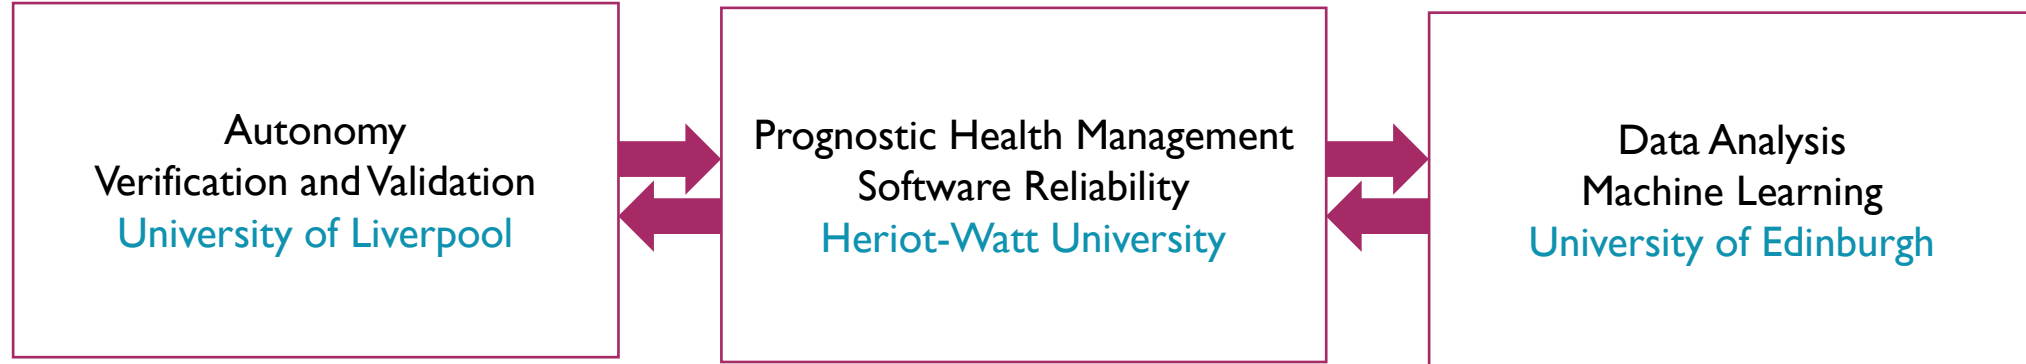 Autonomy
Verification and Validation
University of Liverpool
Prognostic Health Management
Software Reliability
Heriot-Watt University
Data Analysis
Machine Learning
University of Edinburgh